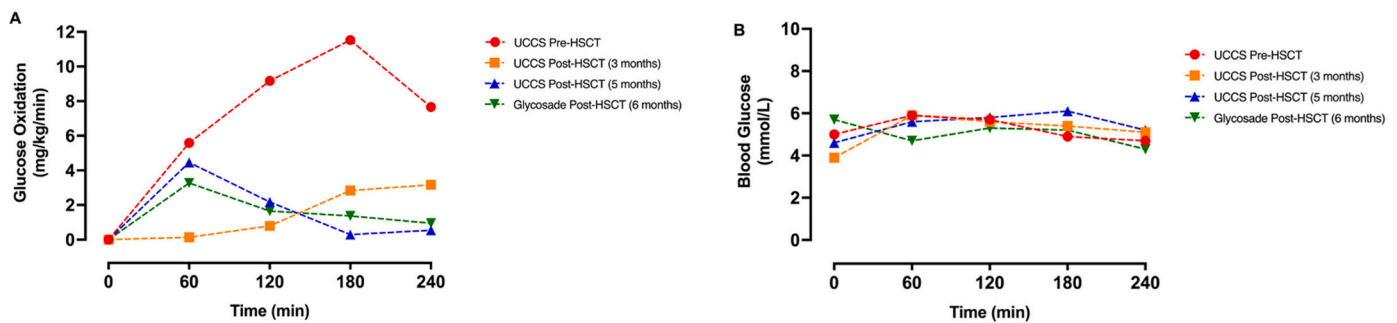 A
Glucose Oxidation
(mg/kg/min)
12
10
8
6
4
2
0
0 60 120 180 240
Time (min)
UCCS Pre-HSCT
UCCS Post-HSCT (3 months)
UCCS Post-HSCT (5 months)
Glycosade Post-HSCT (6 months)
B
Blood Glucose
(mmol/L)
10
8
6
4
2
0
0 60 120 180 240
Time (min)
UCCS Pre-HSCT
UCCS Post-HSCT (3 months)
UCCS Post-HSCT (5 months)
Glycosade Post-HSCT (6 months)